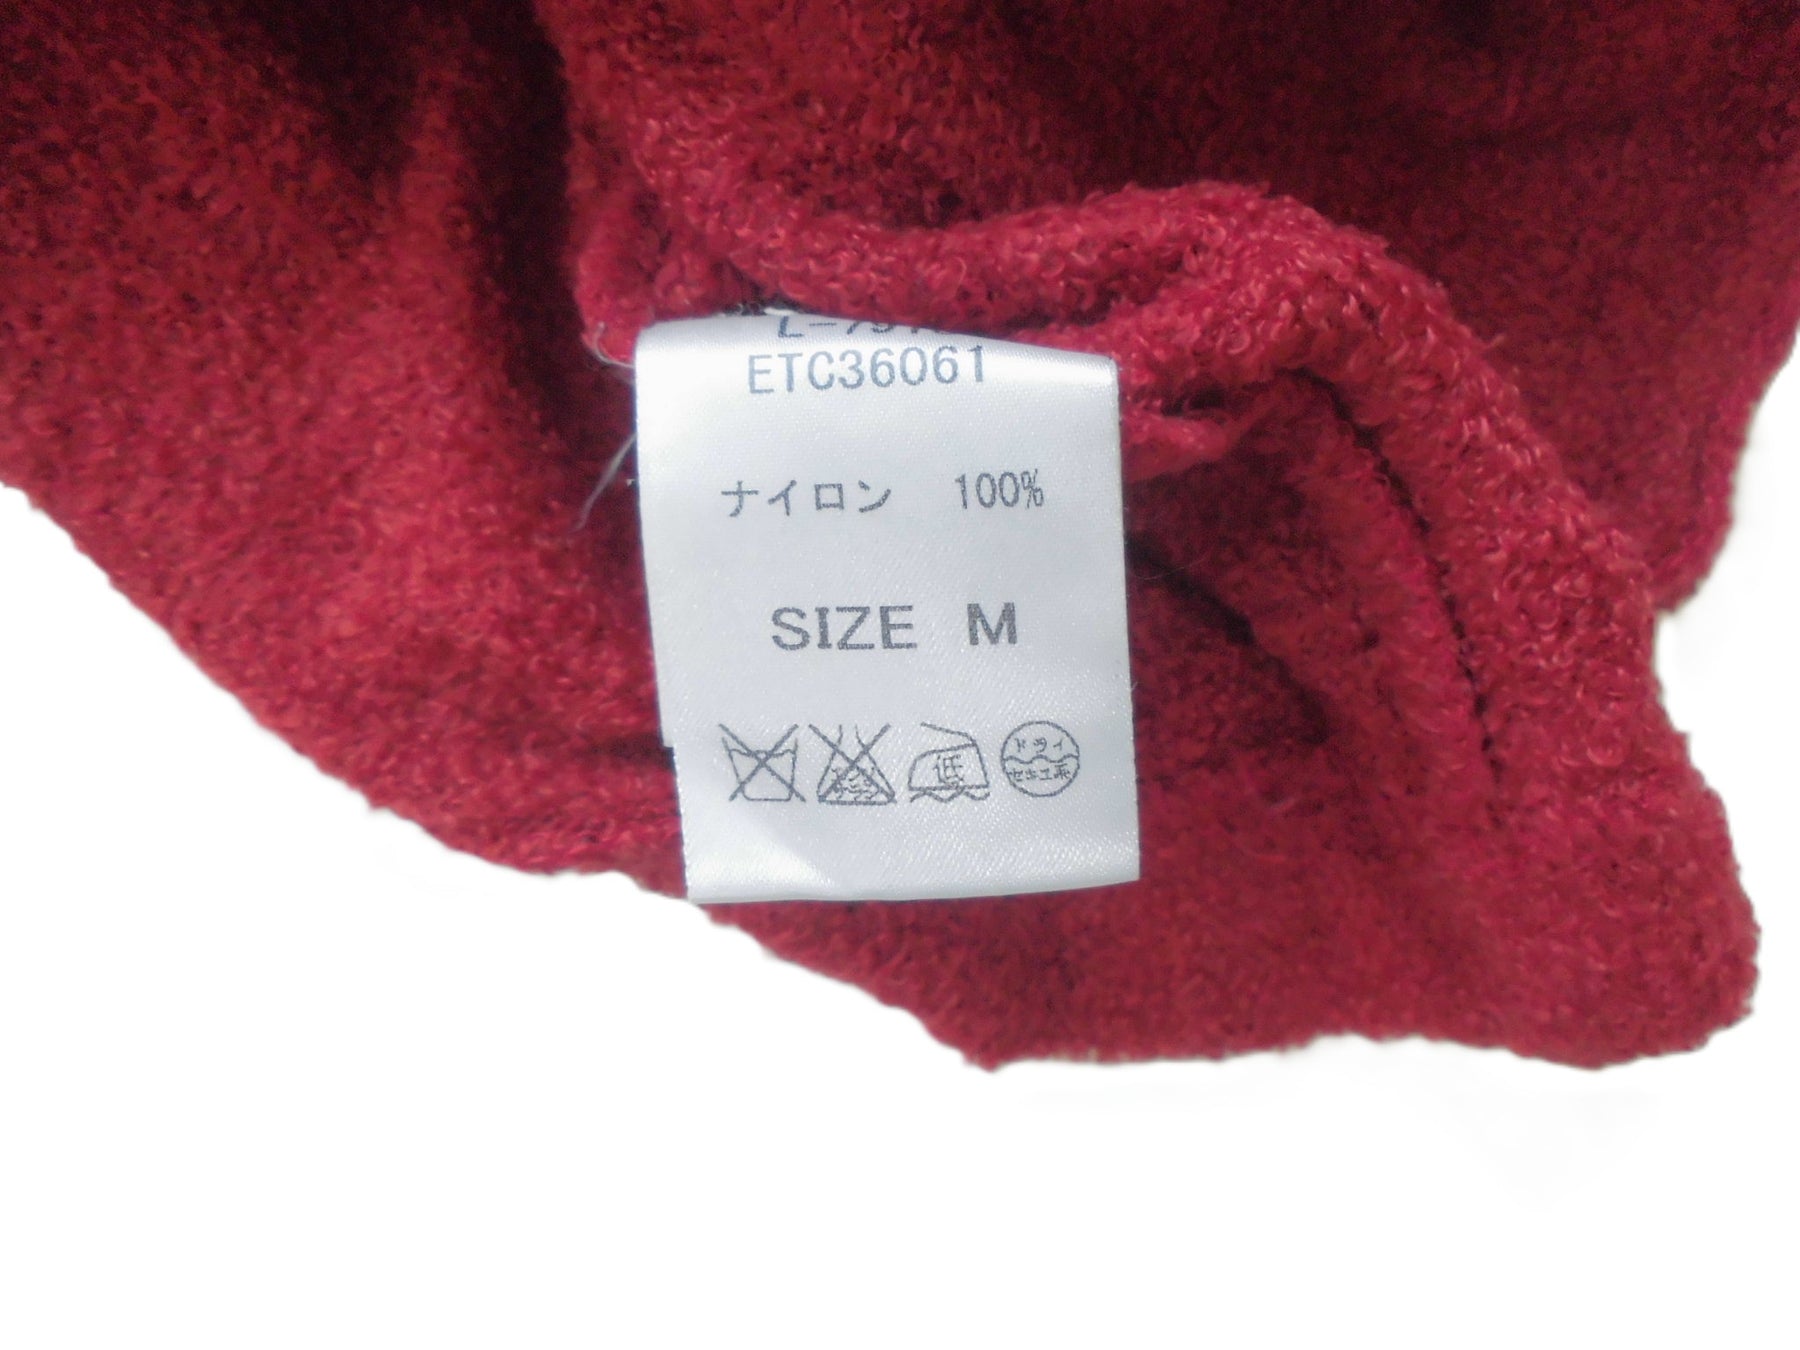 ETC36061
ナイロン 100%
SIZE M
低
ドライ
セキユ系